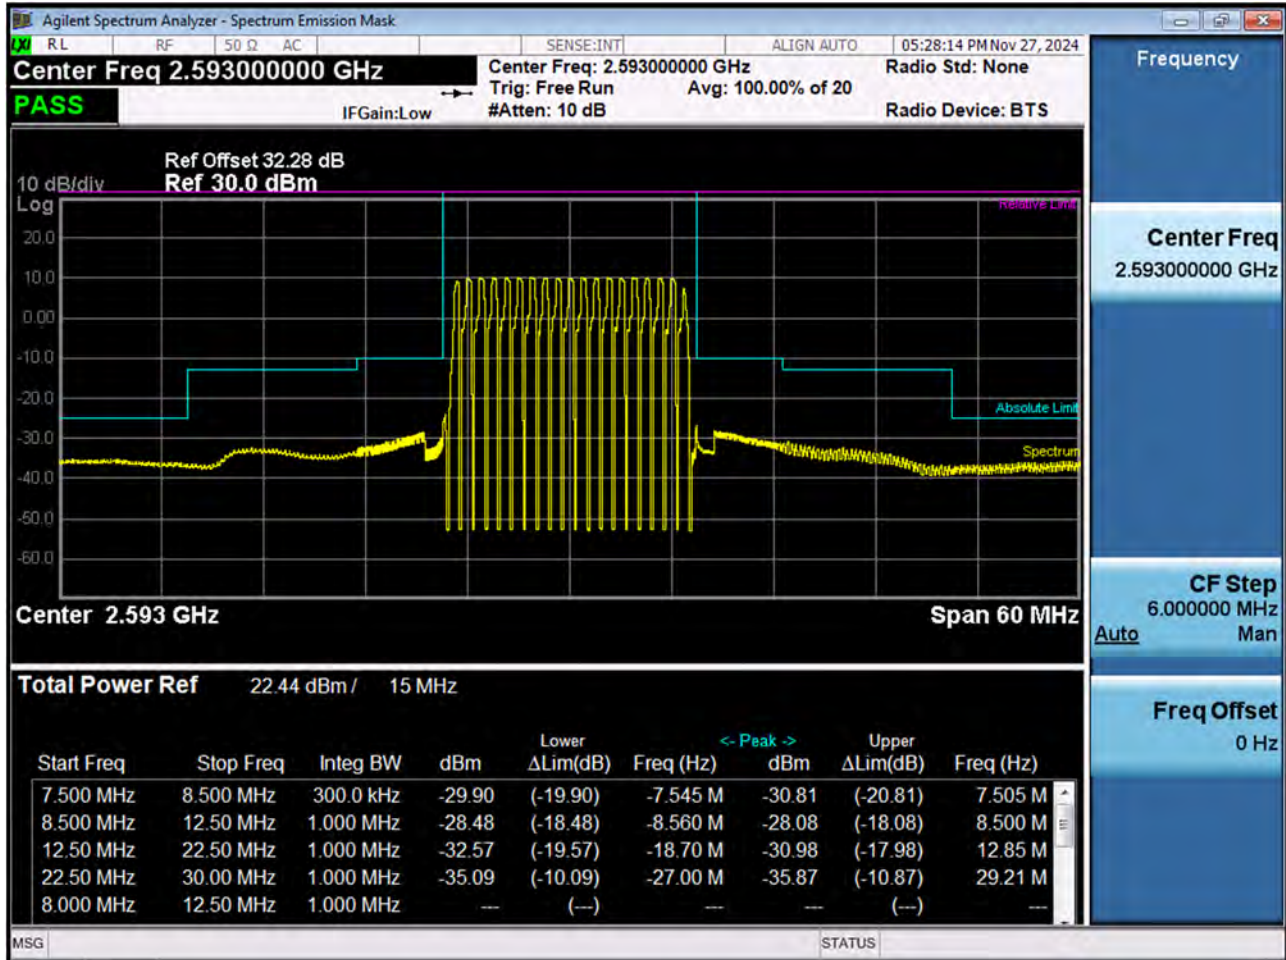 Agilent Spectrum Analyzer - Spectrum Emission Mask
LXI RL RF 50 Ω AC SENSE:INT ALIGN AUTO 05:28:14 PM Nov 27, 2024
Center Freq 2.593000000 GHz
Center Freq: 2.593000000 GHz Radio Std: None
Trig: Free Run Avg: 100.00% of 20
PASS IFGain:Low #Atten: 10 dB Radio Device: BTS
Ref Offset 32.28 dB
10 dB/div Ref 30.0 dBm
Log
Relative Limit
20.0
10.0
0.00
-10.0
-20.0
Absolute Limit
-30.0
Spectrum
-40.0
-50.0
-60.0
Center 2.593 GHz Span 60 MHz
Total Power Ref 22.44 dBm / 15 MHz
Lower <- Peak -> Upper
Start Freq Stop Freq Integ BW dBm ΔLim(dB) Freq (Hz) dBm ΔLim(dB) Freq (Hz)
7.500 MHz 8.500 MHz 300.0 kHz -29.90 (-19.90) -7.545 M -30.81 (-20.81) 7.505 M
8.500 MHz 12.50 MHz 1.000 MHz -28.48 (-18.48) -8.560 M -28.08 (-18.08) 8.500 M
12.50 MHz 22.50 MHz 1.000 MHz -32.57 (-19.57) -18.70 M -30.98 (-17.98) 12.85 M
22.50 MHz 30.00 MHz 1.000 MHz -35.09 (-10.09) -27.00 M -35.87 (-10.87) 29.21 M
8.000 MHz 12.50 MHz 1.000 MHz --- (---) --- --- (---) ---
MSG STATUS
Frequency
Center Freq
2.593000000 GHz
CF Step
6.000000 MHz
Auto Man
Freq Offset
0 Hz